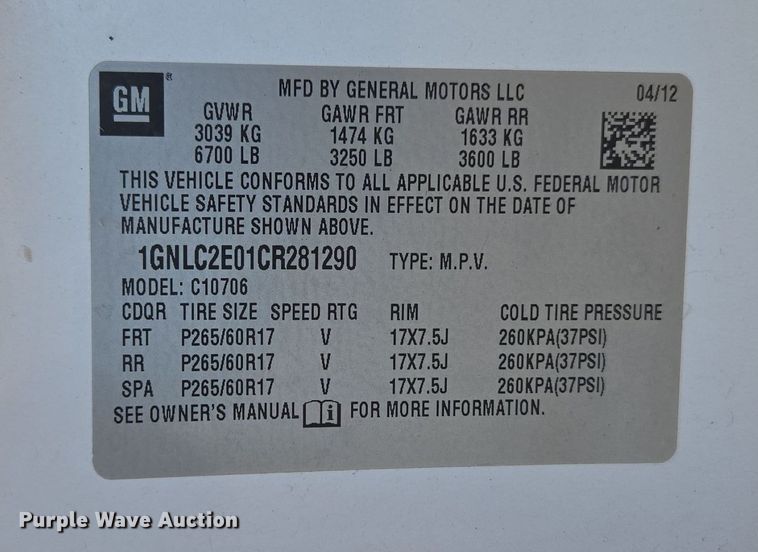 GM ®
MFD BY GENERAL MOTORS LLC 04/12
GVWR GAWR FRT GAWR RR
3039 KG 1474 KG 1633 KG
6700 LB 3250 LB 3600 LB
THIS VEHICLE CONFORMS TO ALL APPLICABLE U.S. FEDERAL MOTOR
VEHICLE SAFETY STANDARDS IN EFFECT ON THE DATE OF
MANUFACTURE SHOWN ABOVE.
1GNLC2E01CR281290 TYPE: M.P.V.
MODEL: C10706
CDQR TIRE SIZE SPEED RTG RIM COLD TIRE PRESSURE
FRT P265/60R17 V 17X7.5J 260KPA(37PSI)
RR P265/60R17 V 17X7.5J 260KPA(37PSI)
SPA P265/60R17 V 17X7.5J 260KPA(37PSI)
SEE OWNER'S MANUAL i FOR MORE INFORMATION.
Purple Wave Auction